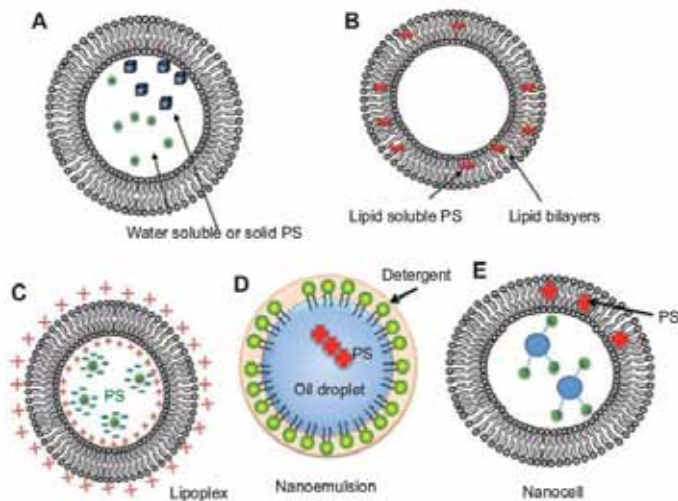 A
B
Water soluble or solid PS
Lipid soluble PS
Lipid bilayers
C
D
E
Detergent
PS
PS
PS
Oil droplet
Lipoplex
Nanoemulsion
Nanocell